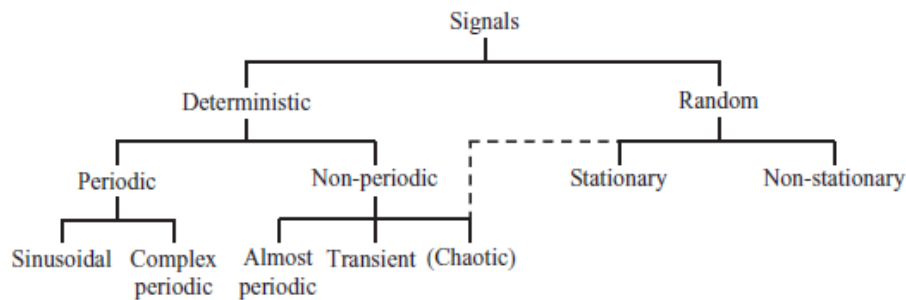 Signals
Deterministic
Random
Periodic
Non-periodic
Stationary
Non-stationary
Sinusoidal
Complex
periodic
Almost
periodic
Transient
(Chaotic)